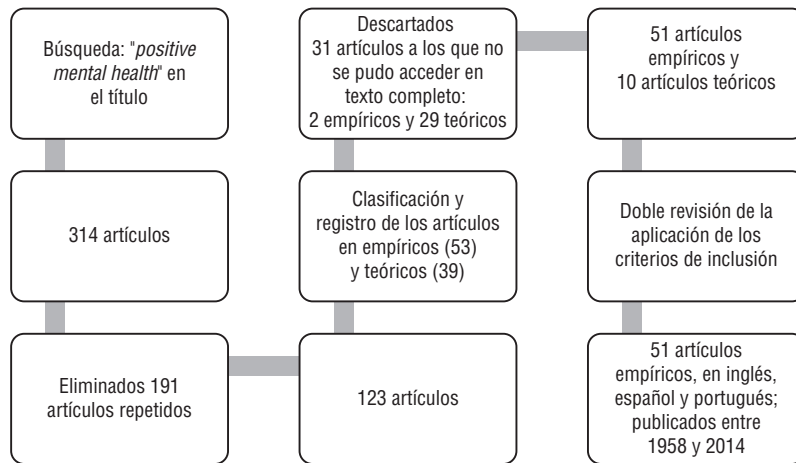 Búsqueda: "positive
mental health" en
el título
314 artículos
Eliminados 191
artículos repetidos
123 artículos
Clasificación y
registro de los artículos
en empíricos (53)
y teóricos (39)
Descartados
31 artículos a los que no
se pudo acceder en
texto completo:
2 empíricos y 29 teóricos
51 artículos
empíricos y
10 artículos teóricos
Doble revisión de la
aplicación de los
criterios de inclusión
51 artículos
empíricos, en inglés,
español y portugués;
publicados entre
1958 y 2014